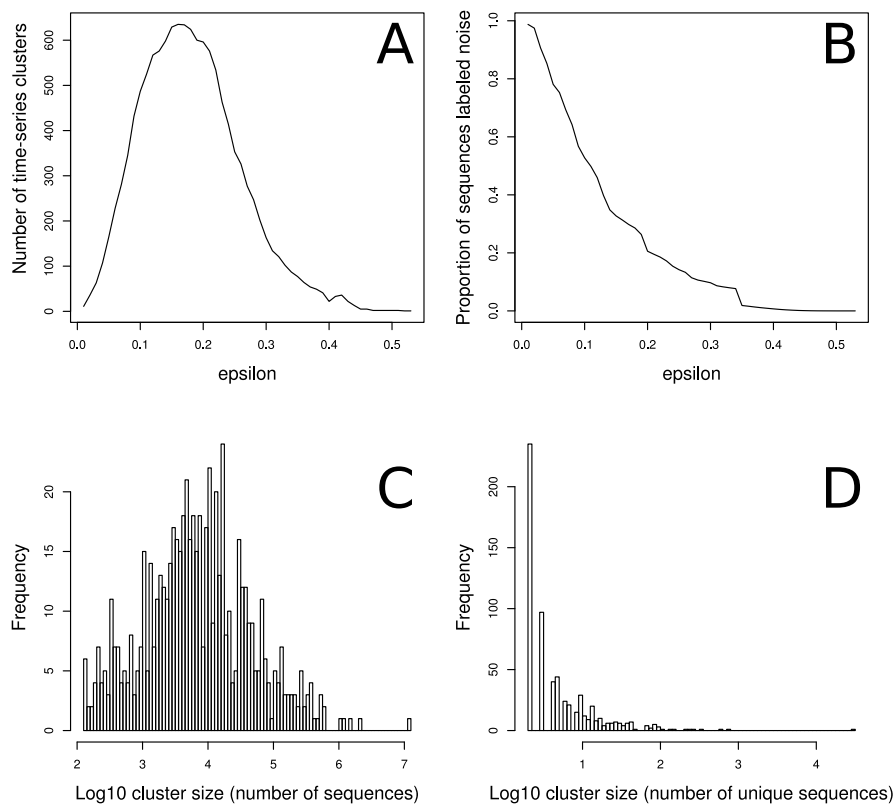 A
Number of time-series clusters
600
500
400
300
200
100
0
0.0 0.1 0.2 0.3 0.4 0.5
epsilon
B
Proportion of sequences labeled noise
1.0
0.8
0.6
0.4
0.2
0.0
0.0 0.1 0.2 0.3 0.4 0.5
epsilon
C
Frequency
20
15
10
5
0
2 3 4 5 6 7
Log10 cluster size (number of sequences)
D
Frequency
200
150
100
50
0
1 2 3 4
Log10 cluster size (number of unique sequences)